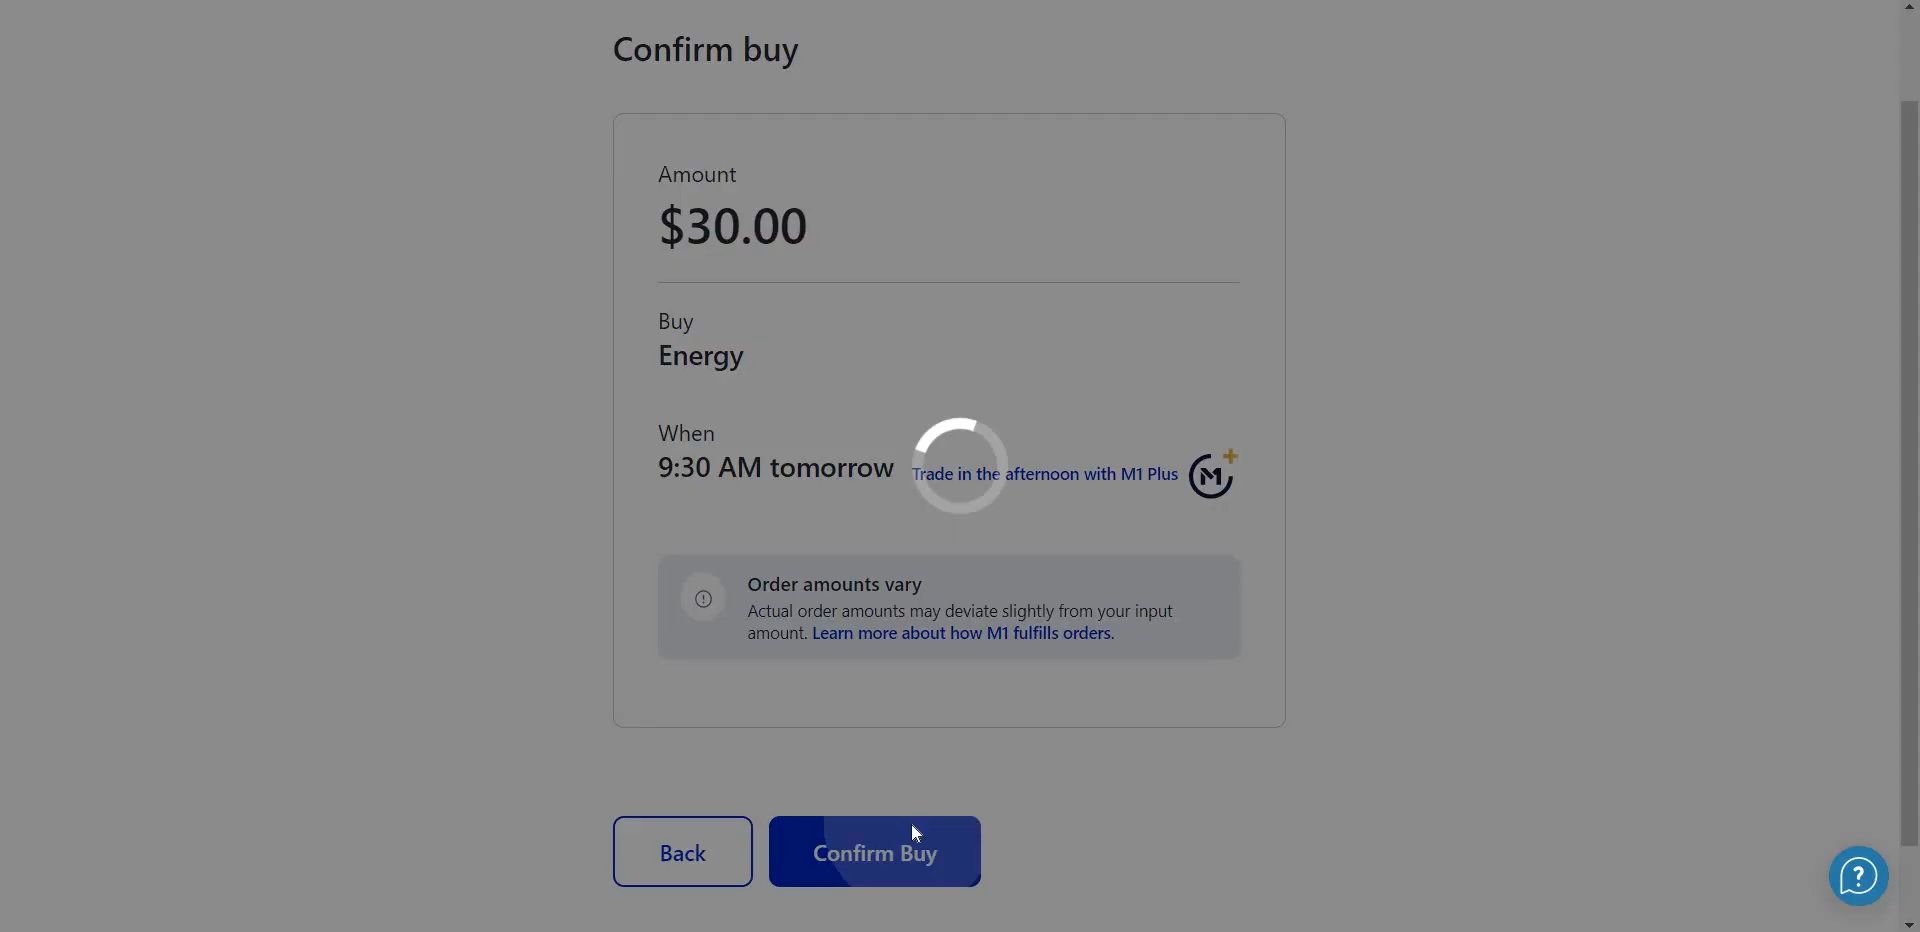 Confirm buy
Amount
$30.00
Buy
Energy
When
9:30 AM tomorrow
Trade in the afternoon with M1 Plus
M+
Order amounts vary
Actual order amounts may deviate slightly from your input
amount. Learn more about how M1 fulfills orders.
Back
Confirm Buy
?